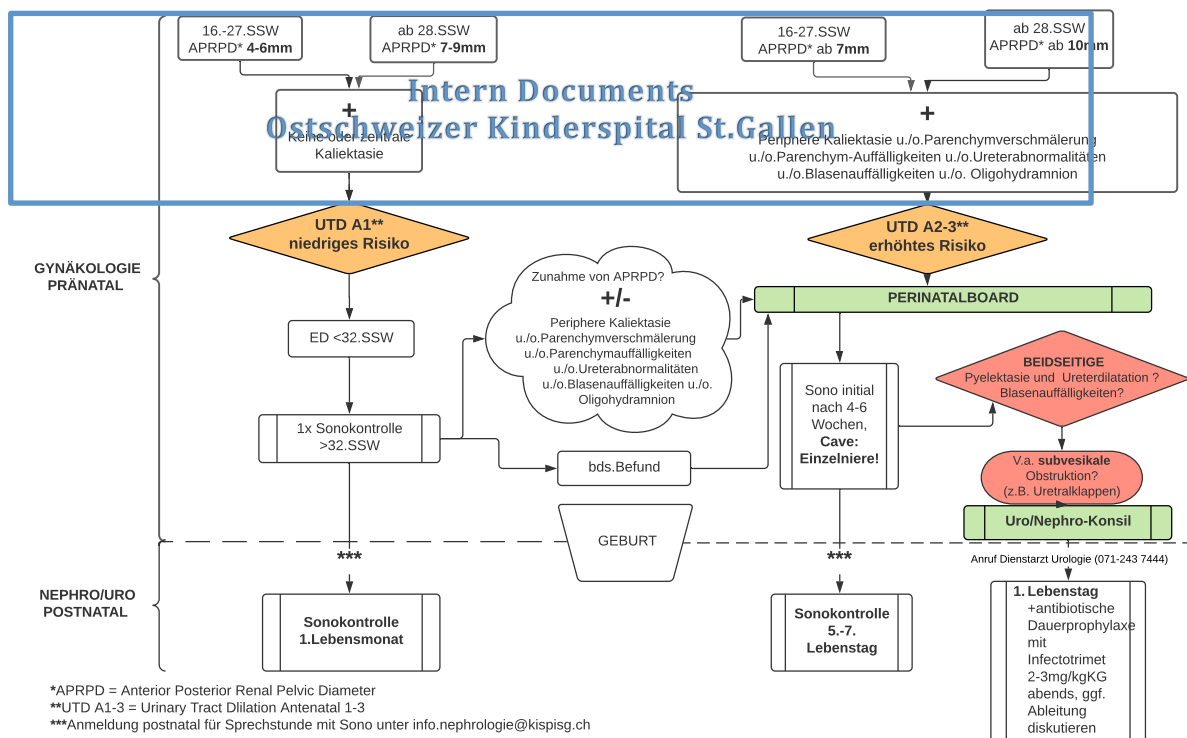 16.-27.SSW
APRPD* 4-6mm
ab 28.SSW
APRPD* 7-9mm
16-27.SSW
APRPD* ab 7mm
ab 28.SSW
APRPD* ab 10mm
Intern Documents
Ostschweizer Kinderspital St.Gallen
+
Keine oder zentrale
Kaliektasie
+
Periphere Kaliektasie u./o.Parenchymverschmälerung
u./o.Parenchym-Auffälligkeiten u./o.Ureterabnormalitäten
u./o.Blasenauffälligkeiten u./o. Oligohydramnion
UTD A1**
niedriges Risiko
UTD A2-3**
erhöhtes Risiko
GYNÄKOLOGIE
PRÄNATAL
ED <32.SSW
Zunahme von APRPD?
+/-
Periphere Kaliektasie
u./o.Parenchymverschmälerung
u./o.Parenchymauffälligkeiten
u./o.Ureterabnormalitäten
u./o.Blasenauffälligkeiten u./o.
Oligohydramnion
PERINATALBOARD
1x Sonokontrolle
>32.SSW
bds.Befund
Sono initial
nach 4-6
Wochen,
Cave:
Einzelniere!
BEIDSEITIGE
Pyelektasie und Ureterdilatation ?
Blasenauffälligkeiten?
V.a. subvesikale
Obstruktion?
(z.B. Uretralklappen)
Uro/Nephro-Konsil
GEBURT
***
***
Anruf Dienstarzt Urologie (071-243 7444)
NEPHRO/URO
POSTNATAL
Sonokontrolle
1.Lebensmonat
Sonokontrolle
5.-7.
Lebenstag
1. Lebenstag
+antibiotische
Dauerprophylaxe
mit
Infectotrimet
2-3mg/kgKG
abends, ggf.
Ableitung
diskutieren
*APRPD = Anterior Posterior Renal Pelvic Diameter
**UTD A1-3 = Urinary Tract Dlilation Antenatal 1-3
***Anmeldung postnatal für Sprechstunde mit Sono unter info.nephrologie@kispisg.ch